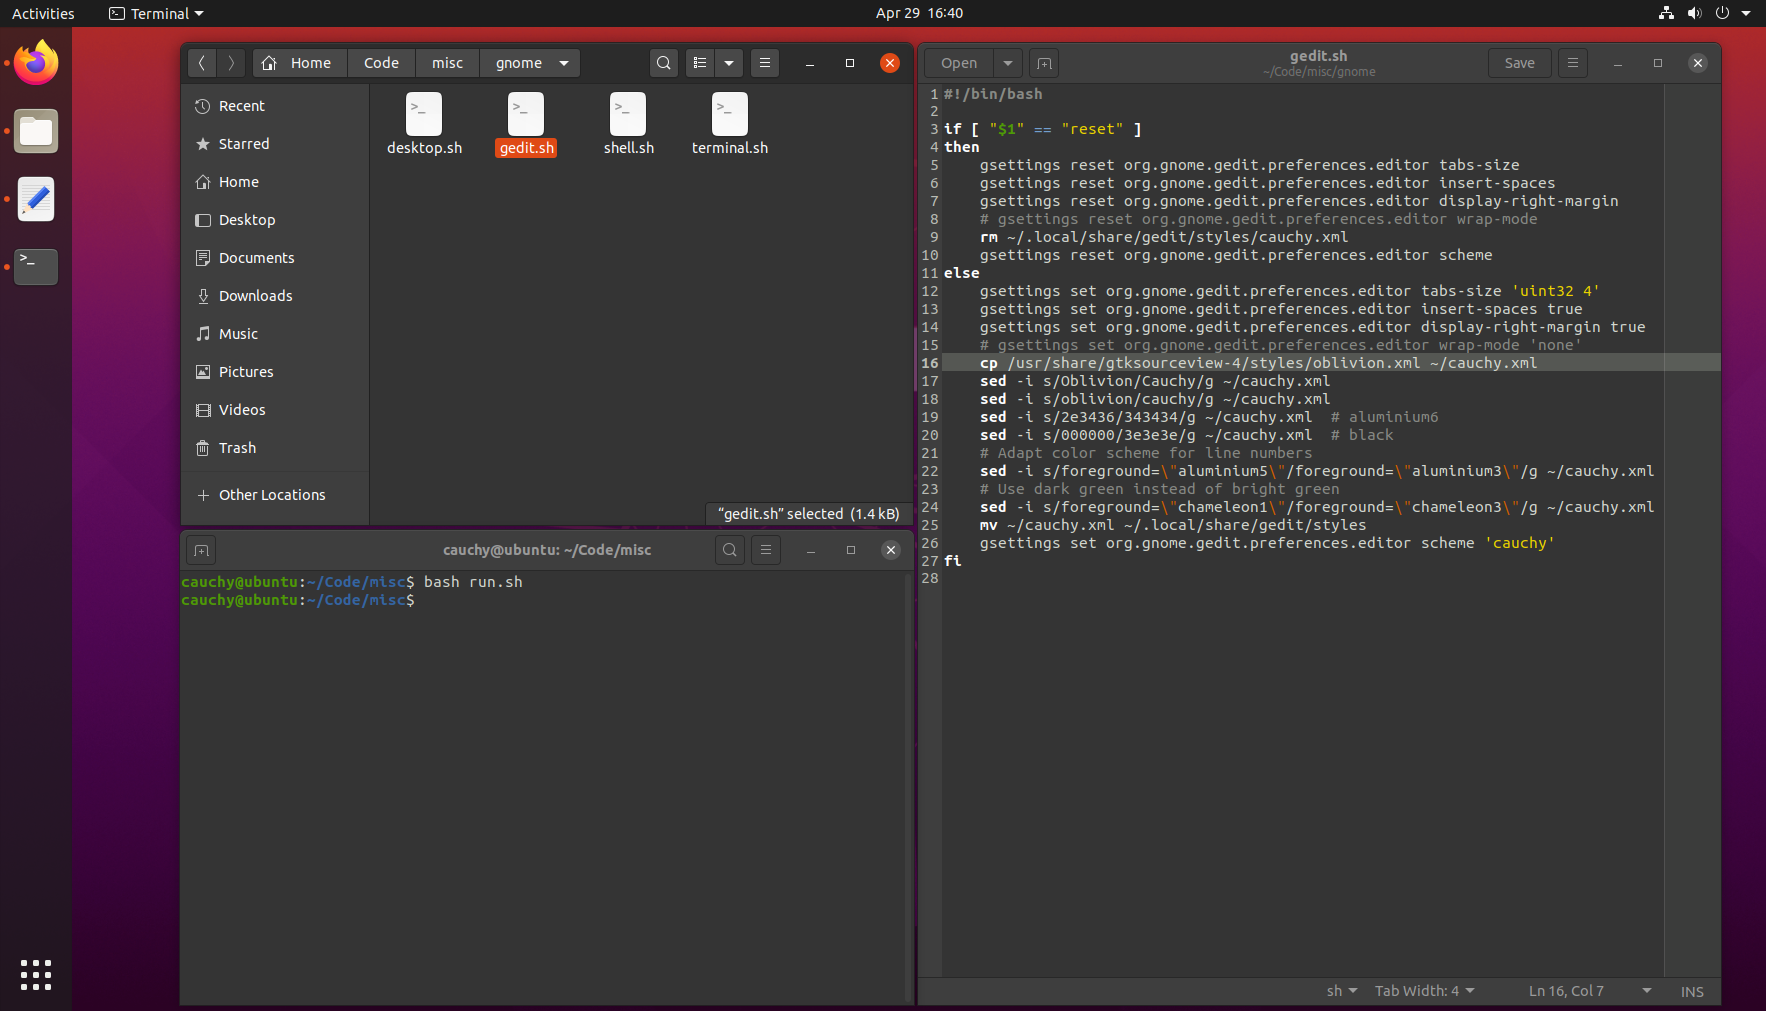 Activities
Terminal
Apr 29 16:40
Home
Code
misc
gnome
Recent
Starred
Home
Desktop
Documents
Downloads
Music
Pictures
Videos
Trash
Other Locations
>_
desktop.sh
>_
gedit.sh
>_
shell.sh
>_
terminal.sh
“gedit.sh” selected (1.4 kB)
cauchy@ubuntu: ~/Code/misc
cauchy@ubuntu:~/Code/misc$ bash run.sh
cauchy@ubuntu:~/Code/misc$
Open
gedit.sh
~/Code/misc/gnome
Save
1 #!/bin/bash
2
3 if [ "$1" == "reset" ]
4 then
5     gsettings reset org.gnome.gedit.preferences.editor tabs-size
6     gsettings reset org.gnome.gedit.preferences.editor insert-spaces
7     gsettings reset org.gnome.gedit.preferences.editor display-right-margin
8     # gsettings reset org.gnome.gedit.preferences.editor wrap-mode
9     rm ~/.local/share/gedit/styles/cauchy.xml
10     gsettings reset org.gnome.gedit.preferences.editor scheme
11 else
12     gsettings set org.gnome.gedit.preferences.editor tabs-size 'uint32 4'
13     gsettings set org.gnome.gedit.preferences.editor insert-spaces true
14     gsettings set org.gnome.gedit.preferences.editor display-right-margin true
15     # gsettings set org.gnome.gedit.preferences.editor wrap-mode 'none'
16     cp /usr/share/gtksourceview-4/styles/oblivion.xml ~/cauchy.xml
17     sed -i s/Oblivion/Cauchy/g ~/cauchy.xml
18     sed -i s/oblivion/cauchy/g ~/cauchy.xml
19     sed -i s/2e3436/343434/g ~/cauchy.xml  # aluminium6
20     sed -i s/000000/3e3e3e/g ~/cauchy.xml  # black
21     # Adapt color scheme for line numbers
22     sed -i s/foreground=\"aluminium5\"/foreground=\"aluminium3\"/g ~/cauchy.xml
23     # Use dark green instead of bright green
24     sed -i s/foreground=\"chameleon1\"/foreground=\"chameleon3\"/g ~/cauchy.xml
25     mv ~/cauchy.xml ~/.local/share/gedit/styles
26     gsettings set org.gnome.gedit.preferences.editor scheme 'cauchy'
27 fi
28
sh
Tab Width: 4
Ln 16, Col 7
INS
>_